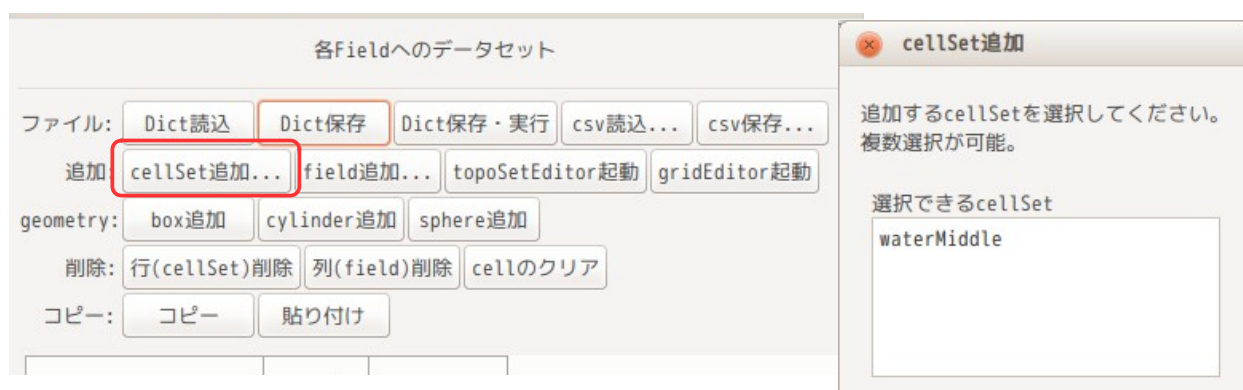 各Fieldへのデータセット
ファイル: Dict読込 Dict保存 Dict保存・実行 csv読込... csv保存...
追加: cellSet追加... field追加... topoSetEditor起動 gridEditor起動
geometry: box追加 cylinder追加 sphere追加
削除: 行(cellSet)削除 列(field)削除 cellのクリア
コピー: コピー 貼り付け
cellSet追加
追加するcellSetを選択してください。
複数選択が可能。
選択できるcellSet
waterMiddle